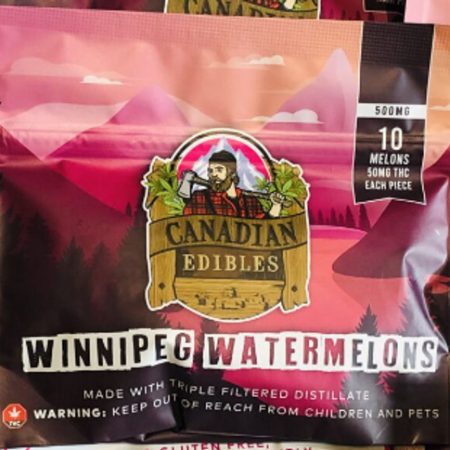 500MG
10
MELONS
50MG THC
EACH PIECE
CANADIAN
EDIBLES
WINNIPEG WATERMELONS
MADE WITH TRIPLE FILTERED DISTILLATE
WARNING: KEEP OUT OF REACH FROM CHILDREN AND PETS
THC
GLUTEN FREE,